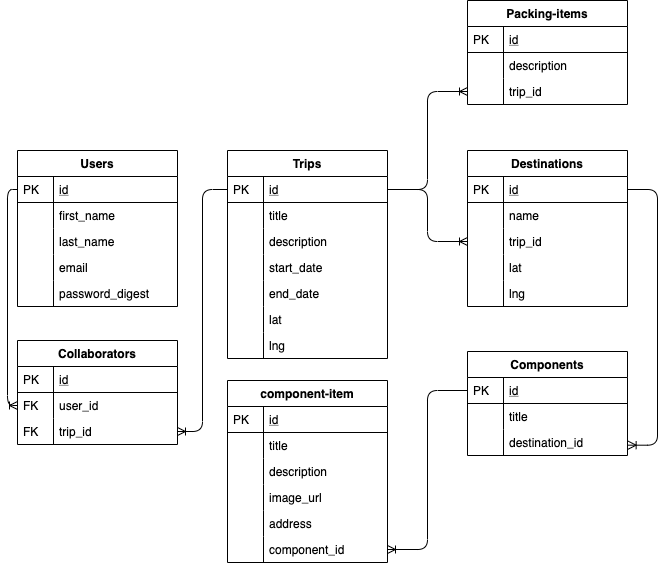 Packing-items
PK id
description
trip_id
Users
PK id
first_name
last_name
email
password_digest
Trips
PK id
title
description
start_date
end_date
lat
lng
Destinations
PK id
name
trip_id
lat
lng
Collaborators
PK id
FK user_id
FK trip_id
component-item
PK id
title
description
image_url
address
component_id
Components
PK id
title
destination_id